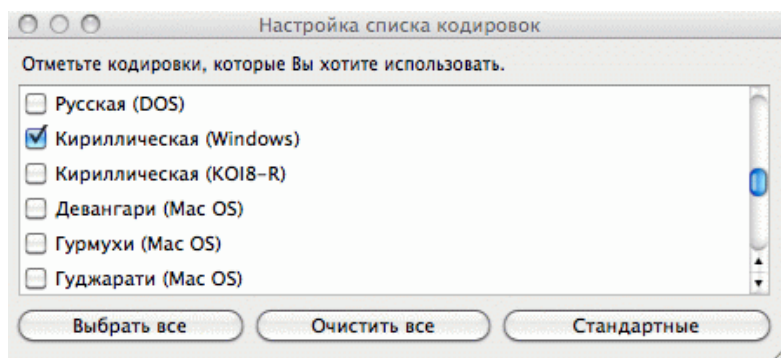 Настройка списка кодировок
Отметьте кодировки, которые Вы хотите использовать.
Русская (DOS)
Кириллическая (Windows)
Кириллическая (KOI8-R)
Девангари (Mac OS)
Гурмухи (Mac OS)
Гуджарати (Mac OS)
Выбрать все Очистить все Стандартные